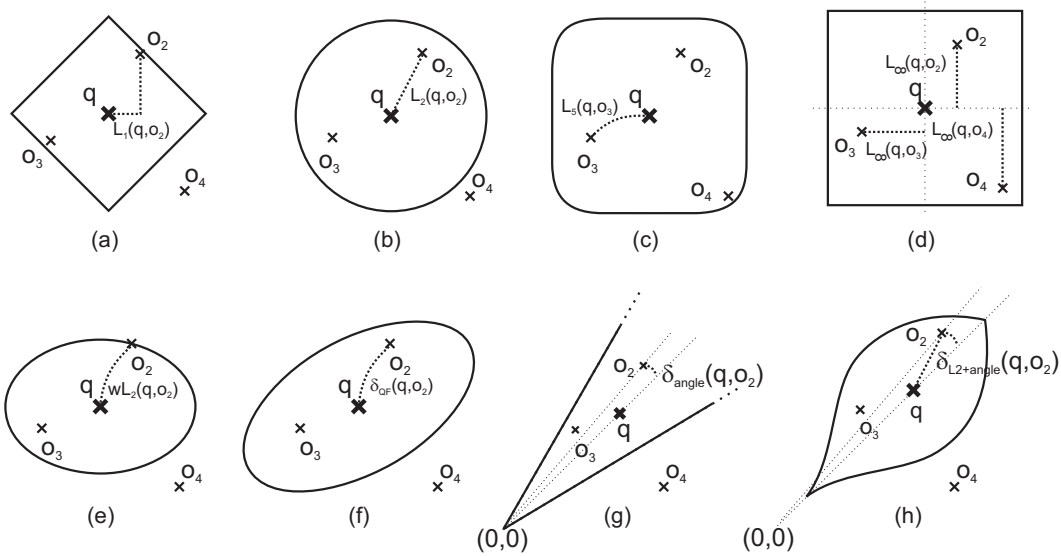 o₂
q
L₁(q,o₂)
o₃
o₄
(a)
o₂
q
L₂(q,o₂)
o₃
o₄
(b)
o₂
L₅(q,o₃)
q
o₃
o₄
(c)
o₂
L∞(q,o₂)
q
o₃
L∞(q,o₃)
L∞(q,o₄)
o₄
(d)
o₂
q
wL₂(q,o₂)
o₃
o₄
(e)
o₂
q
δQF(q,o₂)
o₃
o₄
(f)
o₂
δangle(q,o₂)
q
o₃
o₄
(0,0)
(g)
o₂
δL2+angle(q,o₂)
q
o₃
o₄
(0,0)
(h)